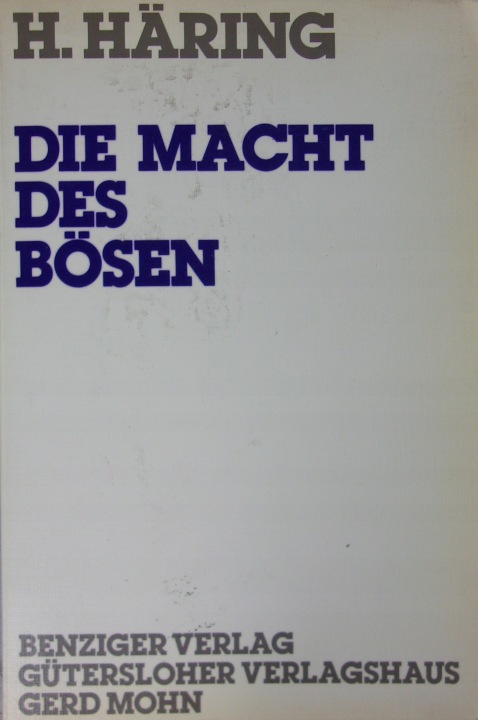 H. HÄRING
DIE MACHT
DES
BÖSEN
BENZIGER VERLAG
GÜTERSLOHER VERLAGSHAUS
GERD MOHN